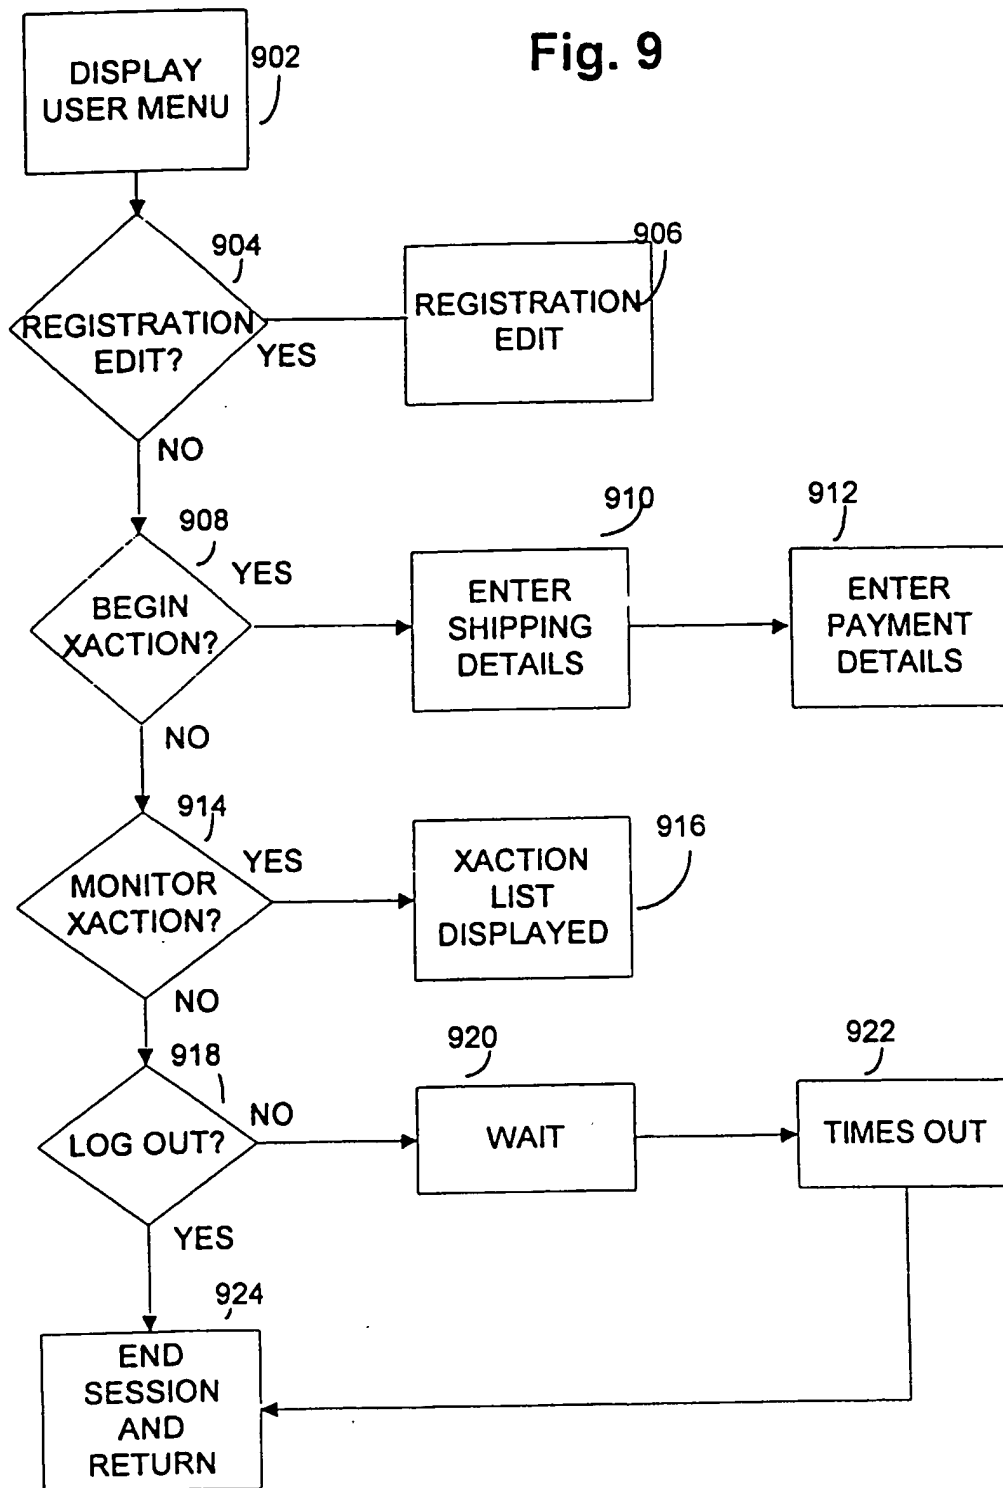 Fig. 9
902
DISPLAY
USER MENU
904
REGISTRATION
EDIT?
YES
NO
906
REGISTRATION
EDIT
908
BEGIN
XACTION?
YES
NO
910
ENTER
SHIPPING
DETAILS
912
ENTER
PAYMENT
DETAILS
914
MONITOR
XACTION?
YES
NO
916
XACTION
LIST
DISPLAYED
918
LOG OUT?
NO
YES
920
WAIT
922
TIMES OUT
924
END
SESSION
AND
RETURN